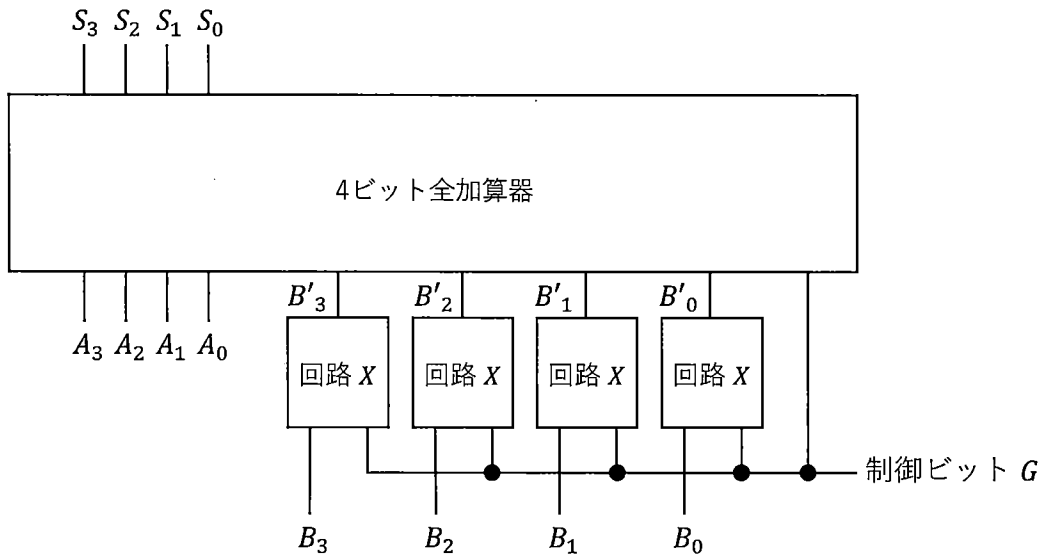 S₃ S₂ S₁ S₀
4ビット全加算器
B'₃ B'₂ B'₁ B'₀
A₃ A₂ A₁ A₀
回路 X 回路 X 回路 X 回路 X
制御ビット G
B₃ B₂ B₁ B₀